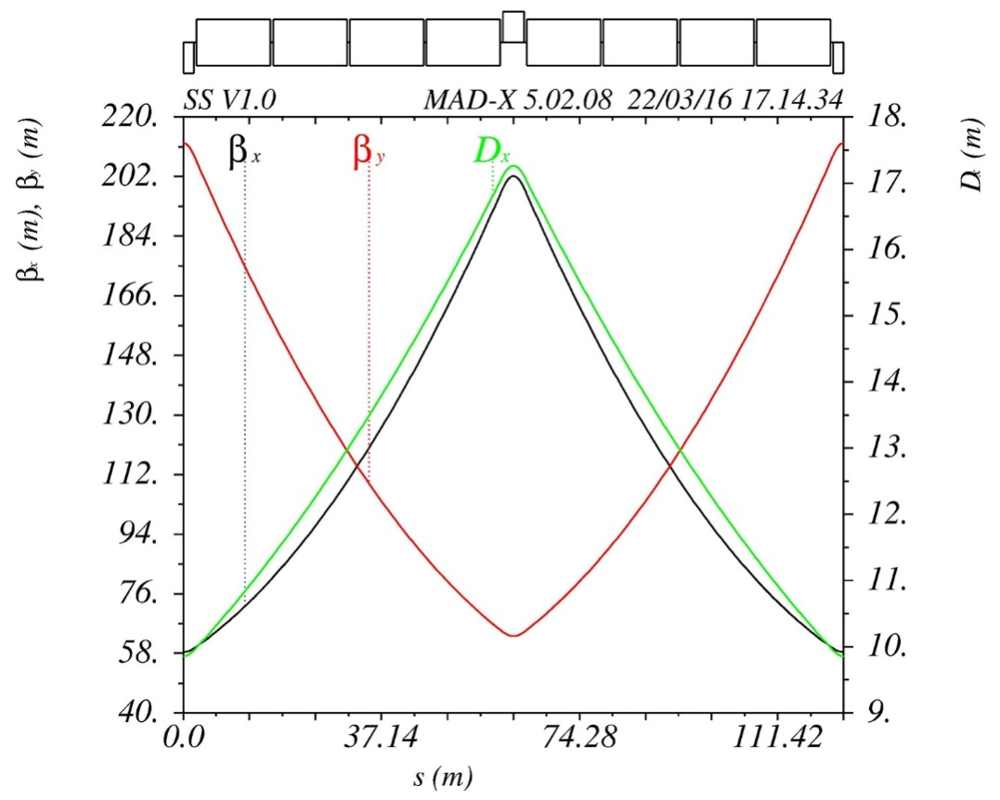 SS V1.0 MAD-X 5.02.08 22/03/16 17.14.34
βx (m), βy (m)
Dx (m)
βx βy Dx
220. 18.
202. 17.
184. 16.
166. 15.
148. 14.
130. 13.
112. 12.
94. 11.
76. 10.
58. 9.
40.
0.0 37.14 74.28 111.42
s (m)